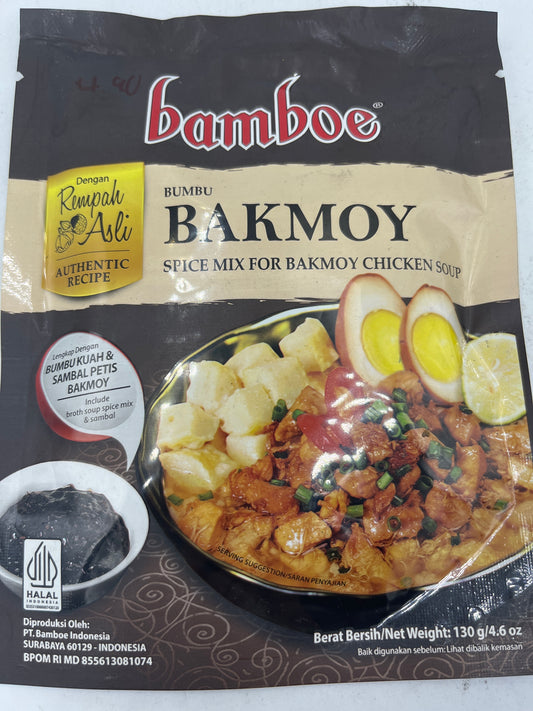 bamboe®
Dengan
Rempah
Asli
AUTHENTIC
RECIPE
BUMBU
BAKMOY
SPICE MIX FOR BAKMOY CHICKEN SOUP
Lengkap Dengan
BUMBU KUAH &
SAMBAL PETIS
BAKMOY
Include
broth soup spice mix
& sambal
SERVING SUGGESTION/SARAN PENYAJIAN
HALAL
INDONESIA
Diproduksi Oleh:
PT. Bamboe Indonesia
SURABAYA 60129 - INDONESIA
BPOM RI MD 855613081074
Berat Bersih/Net Weight: 130 g/4.6 oz
Baik digunakan sebelum: Lihat dibalik kemasan